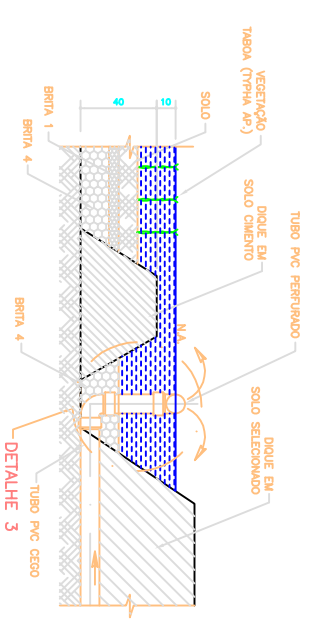 VEGETAÇÃO
TABOA (TYPHA AP.)
SOLO
10
40
BRITA 1
BRITA 4
DIQUE EM
SOLO CIMENTO
TUBO PVC PERFURADO
N.A.
BRITA 4
DIQUE EM
SOLO SELECIONADO
TUBO PVC CEGO
DETALHE 3